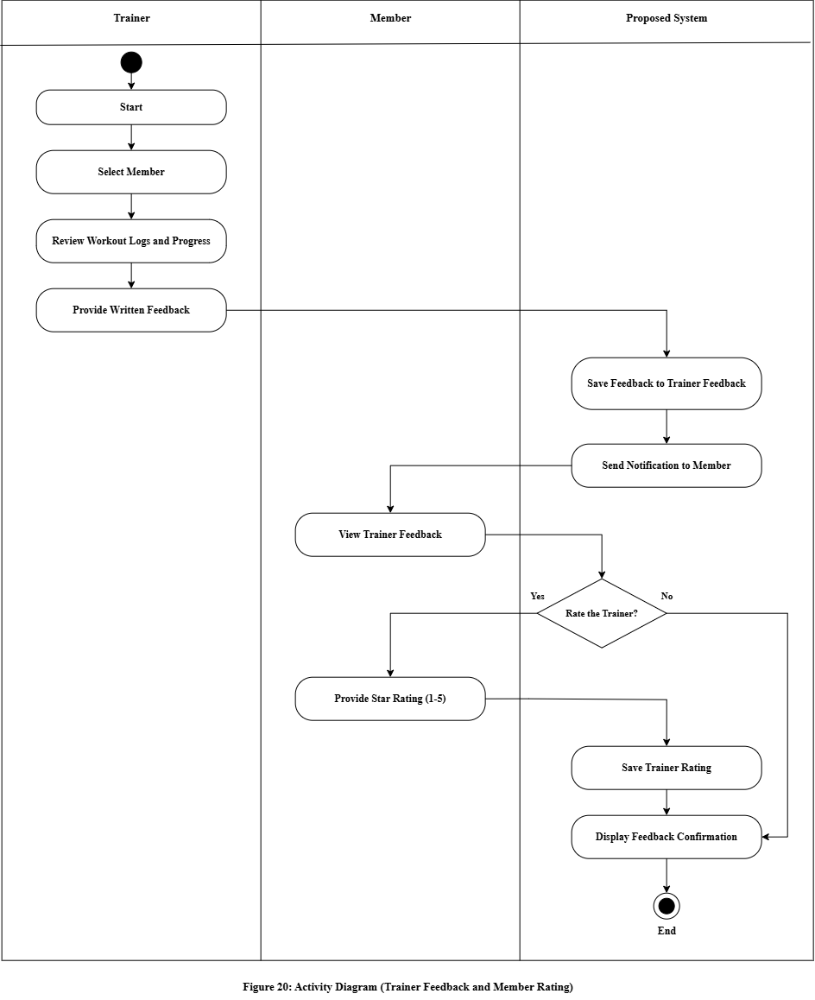 Trainer
Member
Proposed System
Start
Select Member
Review Workout Logs and Progress
Provide Written Feedback
Save Feedback to Trainer Feedback
Send Notification to Member
View Trainer Feedback
Yes
No
Rate the Trainer?
Provide Star Rating (1-5)
Save Trainer Rating
Display Feedback Confirmation
End
Figure 20: Activity Diagram (Trainer Feedback and Member Rating)